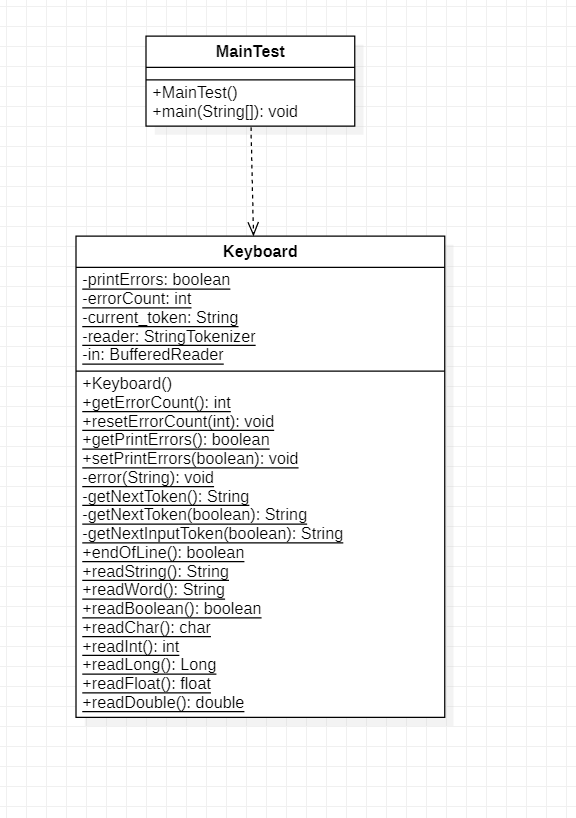 MainTest
+MainTest()
+main(String[]): void
Keyboard
-printErrors: boolean
-errorCount: int
-current_token: String
-reader: StringTokenizer
-in: BufferedReader
+Keyboard()
+getErrorCount(): int
+resetErrorCount(int): void
+getPrintErrors(): boolean
+setPrintErrors(boolean): void
-error(String): void
-getNextToken(): String
-getNextToken(boolean): String
-getNextInputToken(boolean): String
+endOfLine(): boolean
+readString(): String
+readWord(): String
+readBoolean(): boolean
+readChar(): char
+readInt(): int
+readLong(): Long
+readFloat(): float
+readDouble(): double